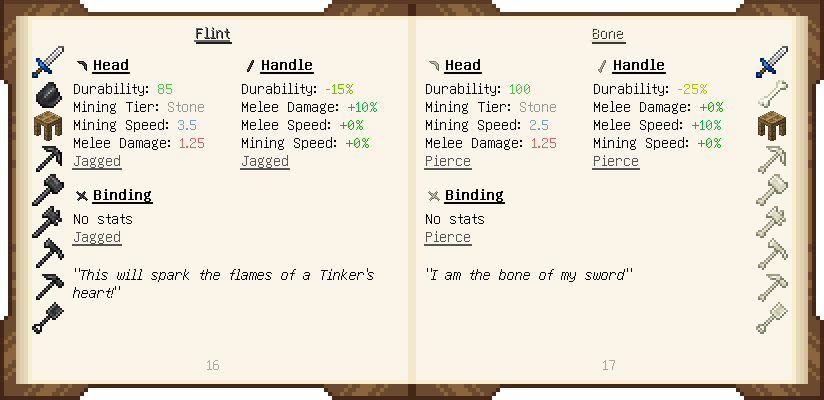 Flint
Head
Durability: 85
Mining Tier: Stone
Mining Speed: 3.5
Melee Damage: 1.25
Jagged
Handle
Durability: -15%
Melee Damage: +10%
Melee Speed: +0%
Mining Speed: +0%
Jagged
Binding
No stats
Jagged
"This will spark the flames of a Tinker's
heart!"
16
Bone
Head
Durability: 100
Mining Tier: Stone
Mining Speed: 2.5
Melee Damage: 1.25
Pierce
Handle
Durability: -25%
Melee Damage: +0%
Melee Speed: +10%
Mining Speed: +0%
Pierce
Binding
No stats
Pierce
"I am the bone of my sword"
17